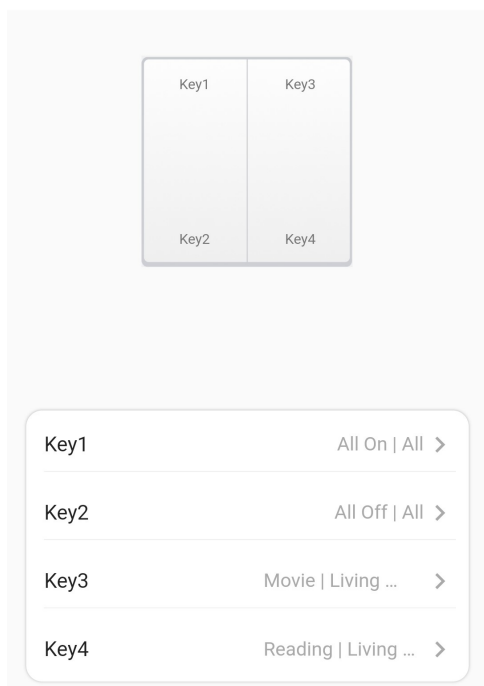 Key1 Key3
Key2 Key4
Key1 All On | All
Key2 All Off | All
Key3 Movie | Living ...
Key4 Reading | Living ...